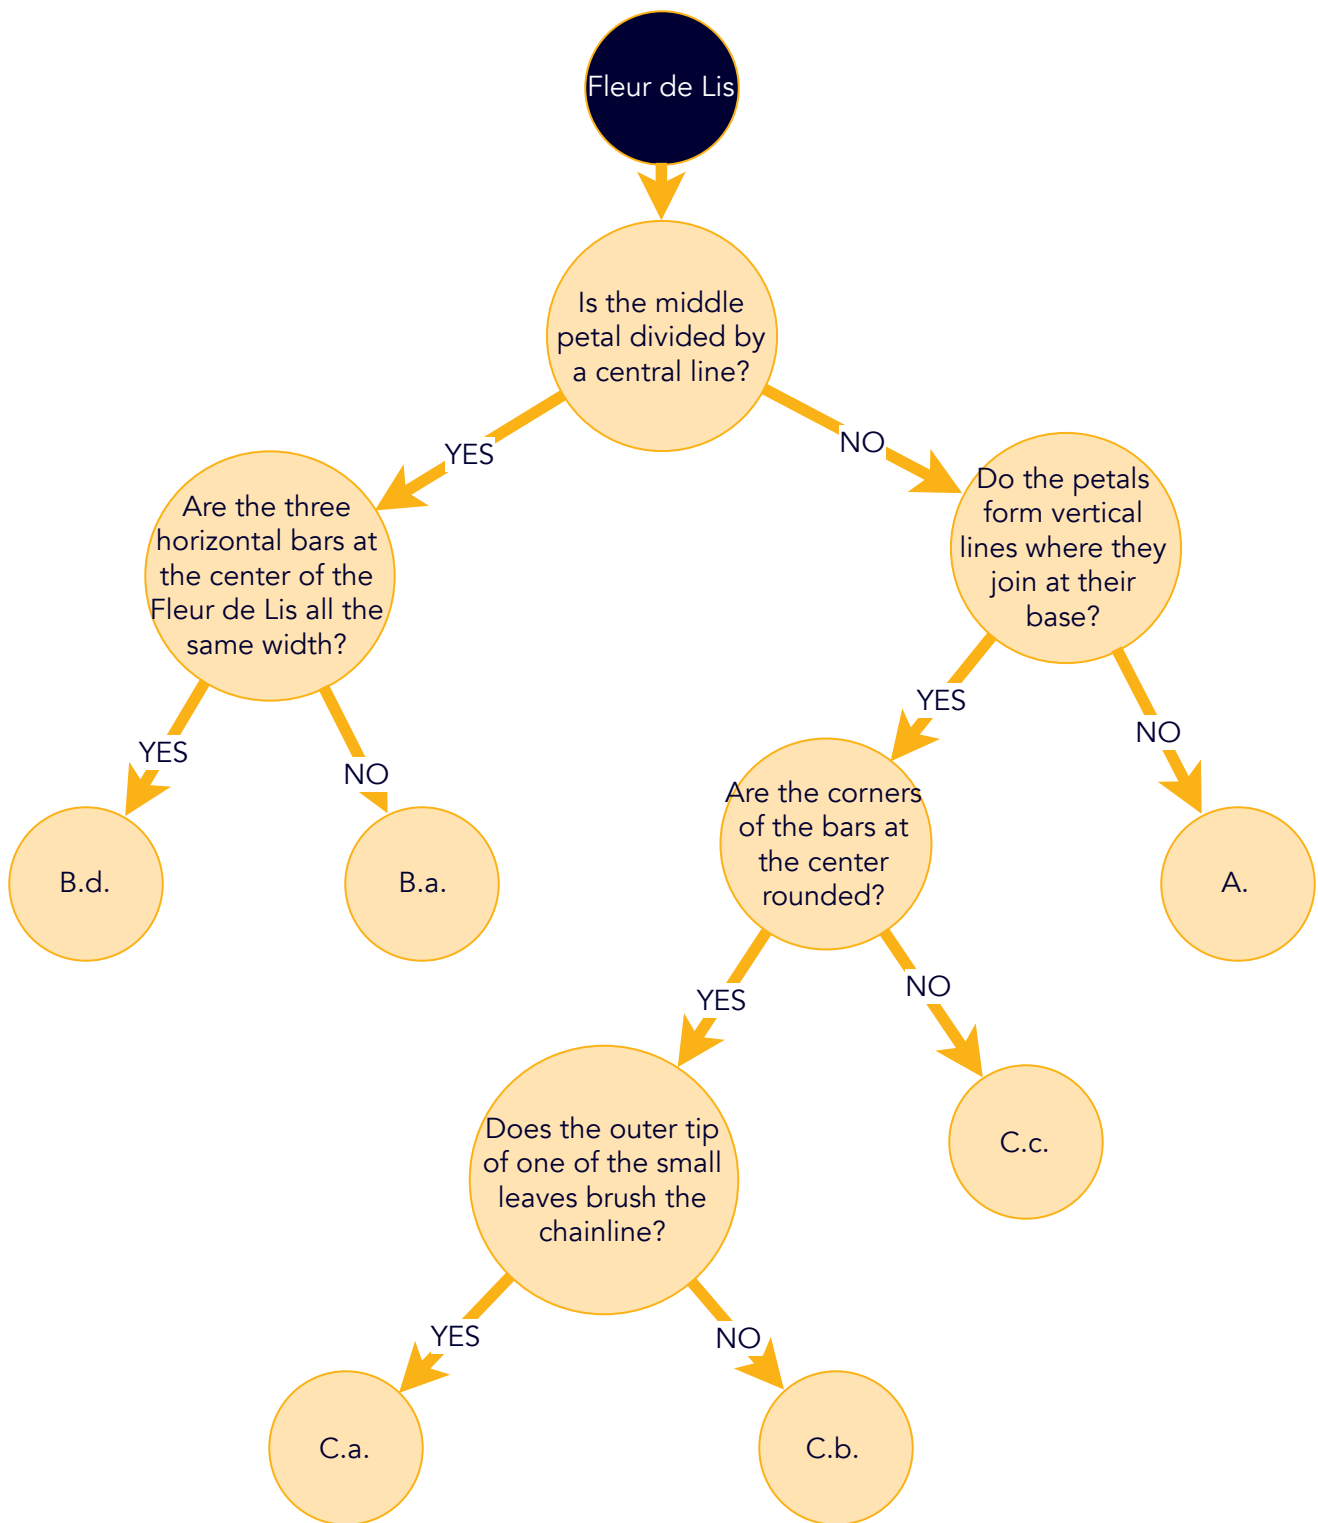 Fleur de Lis
Is the middle
petal divided by
a central line?
YES
NO
Are the three
horizontal bars at
the center of the
Fleur de Lis all the
same width?
Do the petals
form vertical
lines where they
join at their
base?
YES
NO
YES
NO
B.d.
B.a.
Are the corners
of the bars at
the center
rounded?
A.
YES
NO
Does the outer tip
of one of the small
leaves brush the
chainline?
C.c.
YES
NO
C.a.
C.b.